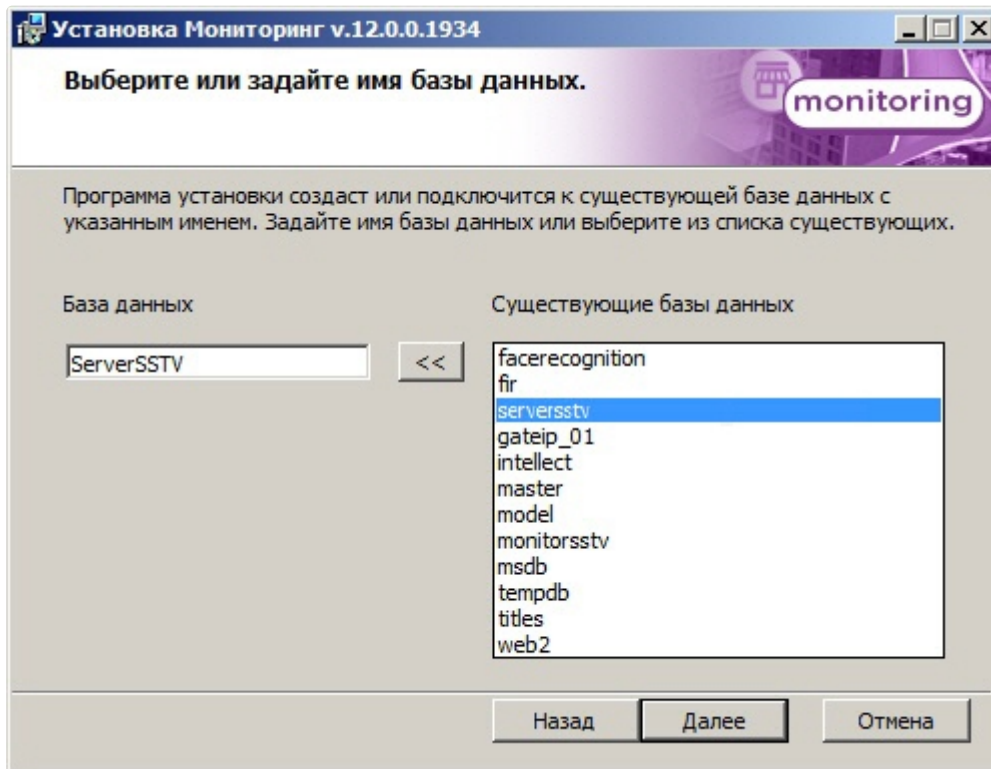 Установка Мониторинг v.12.0.0.1934
Выберите или задайте имя базы данных.
monitoring
Программа установки создаст или подключится к существующей базе данных с
указанным именем. Задайте имя базы данных или выберите из списка существующих.
База данных
Существующие базы данных
ServerSSTV
<<
facerecognition
fir
serversstv
gateip_01
intellect
master
model
monitorsstv
msdb
tempdb
titles
web2
Назад
Далее
Отмена